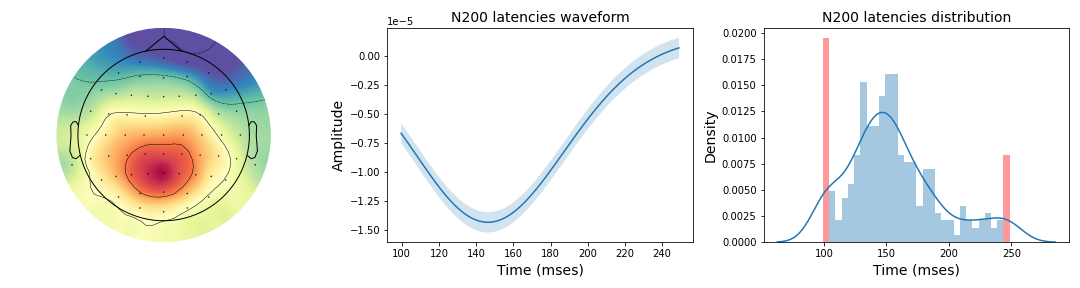 N200 latencies waveform
1e−5
0.00
−0.25
−0.50
−0.75
−1.00
−1.25
−1.50
Amplitude
100 120 140 160 180 200 220 240
Time (mses)
N200 latencies distribution
0.0200
0.0175
0.0150
0.0125
0.0100
0.0075
0.0050
0.0025
0.0000
Density
100 150 200 250
Time (mses)